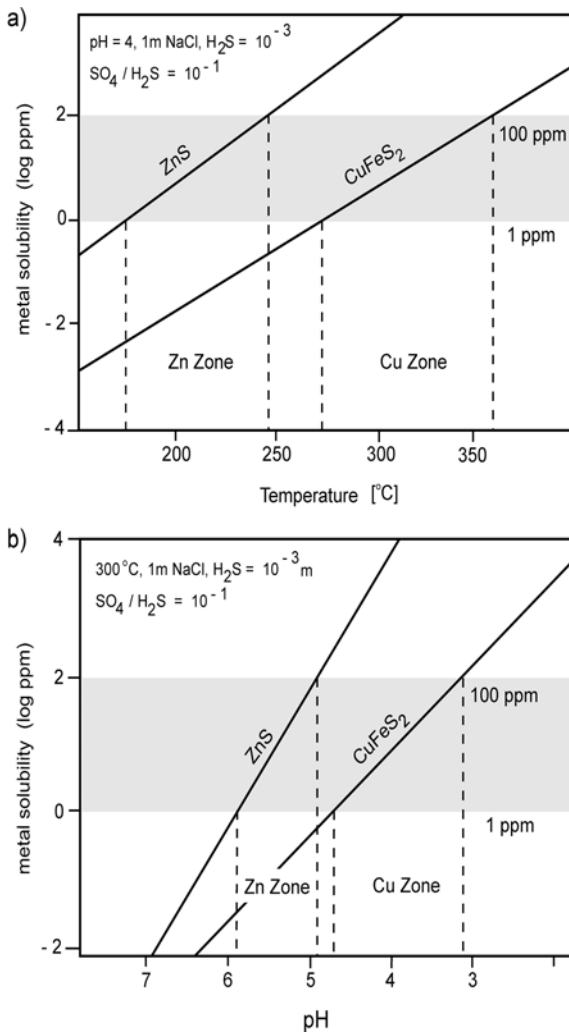 a)
pH = 4, 1m NaCl, H₂S = 10⁻³
SO₄ / H₂S = 10⁻¹
2
100 ppm
ZnS
CuFeS₂
0
1 ppm
- 2
Zn Zone
Cu Zone
- 4
200
250
300
350
metal solubility (log ppm)
Temperature [°C]
b)
4
300°C, 1m NaCl, H₂S = 10⁻³ m
SO₄ / H₂S = 10⁻¹
2
100 ppm
ZnS
CuFeS₂
0
1 ppm
Zn Zone
Cu Zone
-2
7
6
5
4
3
metal solubility (log ppm)
pH